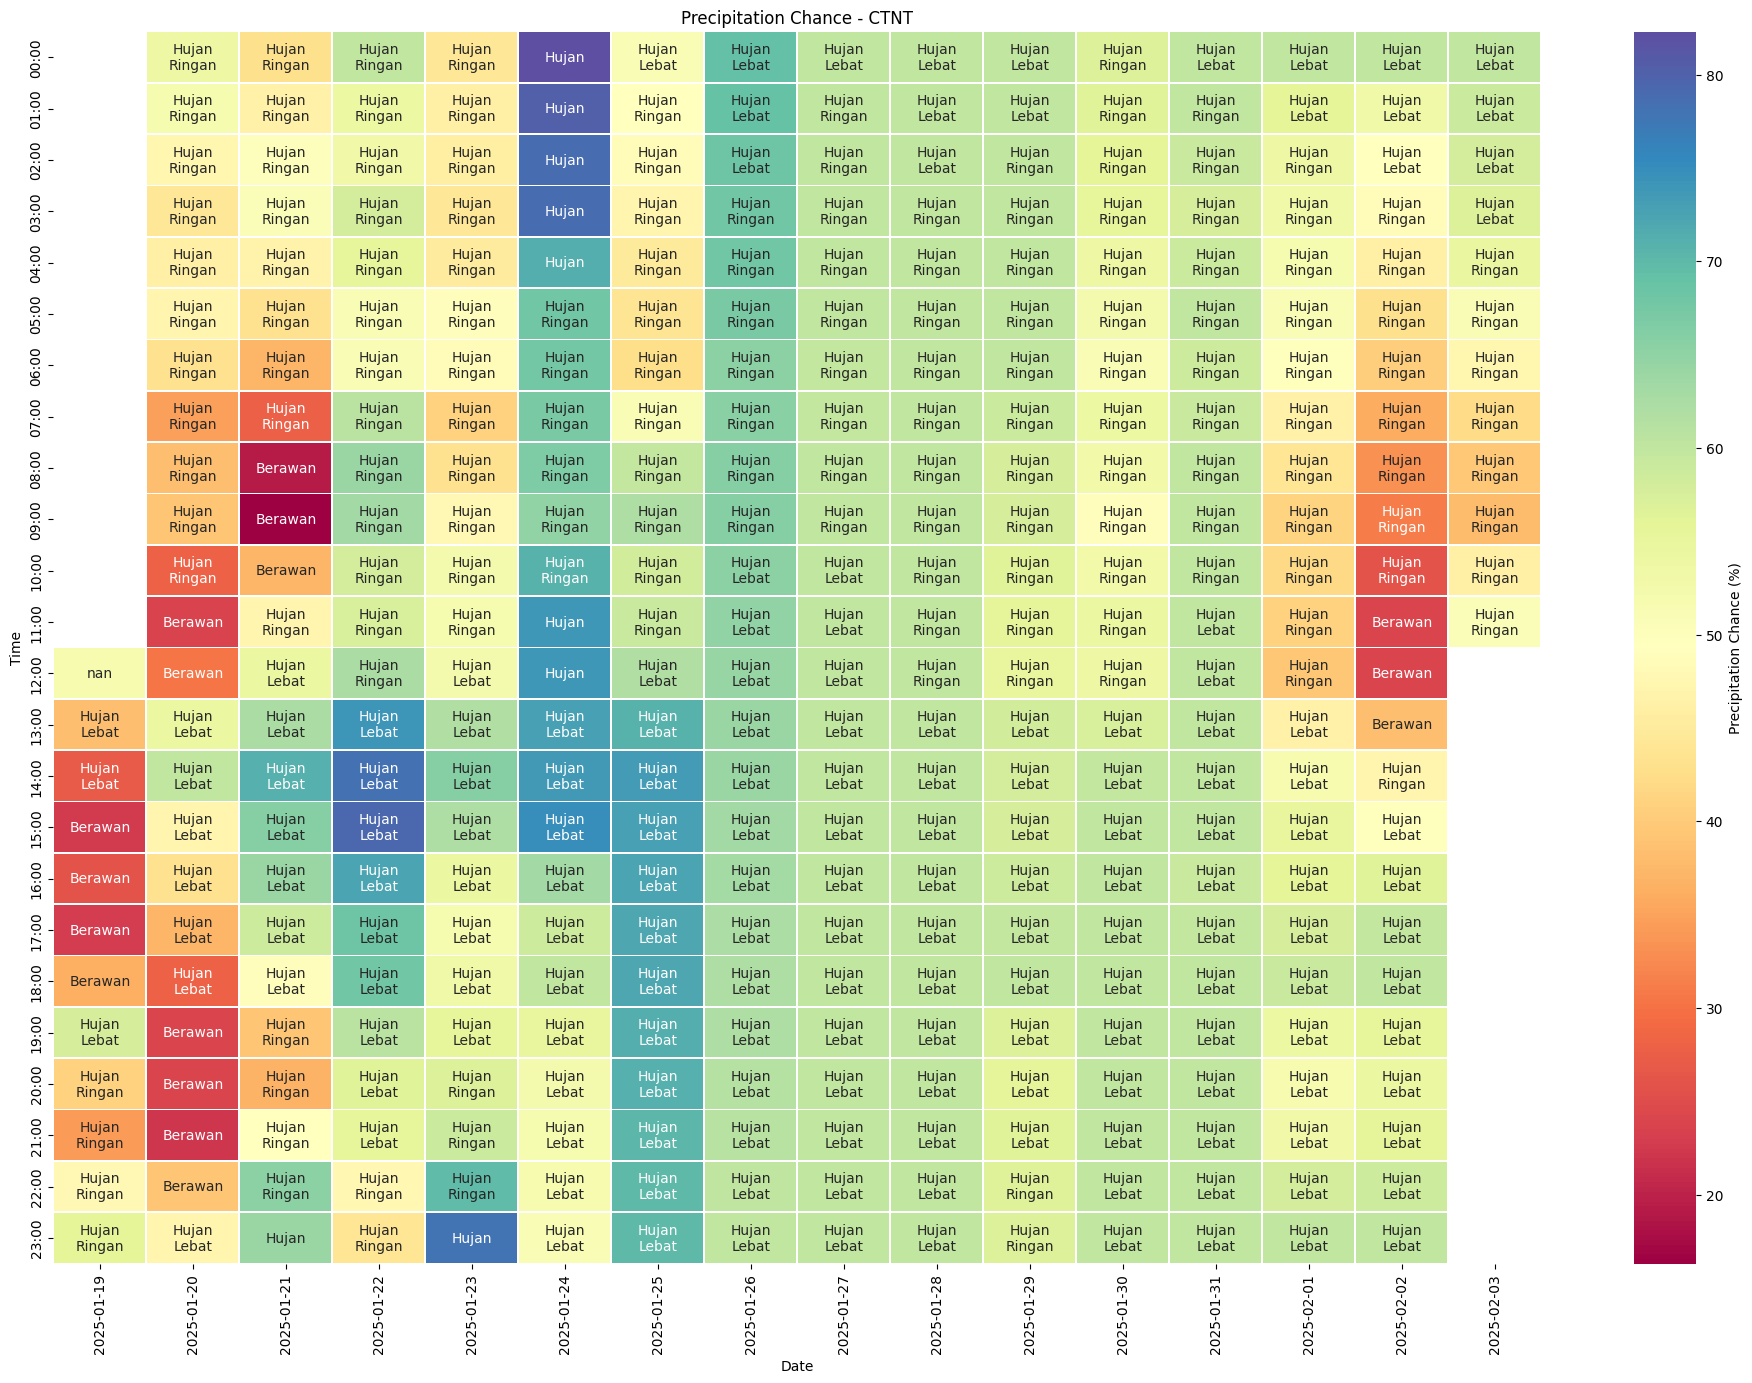 Precipitation Chance - CTNT
00:00 Hujan Ringan Hujan Ringan Hujan Ringan Hujan Ringan Hujan Hujan Lebat Hujan Lebat Hujan Lebat Hujan Lebat Hujan Lebat Hujan Ringan Hujan Lebat Hujan Lebat Hujan Lebat Hujan Lebat
01:00 Hujan Ringan Hujan Ringan Hujan Ringan Hujan Ringan Hujan Hujan Ringan Hujan Lebat Hujan Ringan Hujan Lebat Hujan Lebat Hujan Ringan Hujan Ringan Hujan Lebat Hujan Lebat Hujan Lebat
02:00 Hujan Ringan Hujan Ringan Hujan Ringan Hujan Ringan Hujan Hujan Ringan Hujan Lebat Hujan Ringan Hujan Lebat Hujan Ringan Hujan Ringan Hujan Ringan Hujan Ringan Hujan Lebat Hujan Lebat
03:00 Hujan Ringan Hujan Ringan Hujan Ringan Hujan Ringan Hujan Hujan Ringan Hujan Ringan Hujan Ringan Hujan Ringan Hujan Ringan Hujan Ringan Hujan Ringan Hujan Ringan Hujan Ringan Hujan Lebat
04:00 Hujan Ringan Hujan Ringan Hujan Ringan Hujan Ringan Hujan Hujan Ringan Hujan Ringan Hujan Ringan Hujan Ringan Hujan Ringan Hujan Ringan Hujan Ringan Hujan Ringan Hujan Ringan Hujan Ringan
05:00 Hujan Ringan Hujan Ringan Hujan Ringan Hujan Ringan Hujan Ringan Hujan Ringan Hujan Ringan Hujan Ringan Hujan Ringan Hujan Ringan Hujan Ringan Hujan Ringan Hujan Ringan Hujan Ringan Hujan Ringan
06:00 Hujan Ringan Hujan Ringan Hujan Ringan Hujan Ringan Hujan Ringan Hujan Ringan Hujan Ringan Hujan Ringan Hujan Ringan Hujan Ringan Hujan Ringan Hujan Ringan Hujan Ringan Hujan Ringan Hujan Ringan
07:00 Hujan Ringan Hujan Ringan Hujan Ringan Hujan Ringan Hujan Ringan Hujan Ringan Hujan Ringan Hujan Ringan Hujan Ringan Hujan Ringan Hujan Ringan Hujan Ringan Hujan Ringan Hujan Ringan Hujan Ringan
08:00 Hujan Ringan Berawan Hujan Ringan Hujan Ringan Hujan Ringan Hujan Ringan Hujan Ringan Hujan Ringan Hujan Ringan Hujan Ringan Hujan Ringan Hujan Ringan Hujan Ringan Hujan Ringan Hujan Ringan
09:00 Hujan Ringan Berawan Hujan Ringan Hujan Ringan Hujan Ringan Hujan Ringan Hujan Ringan Hujan Ringan Hujan Ringan Hujan Ringan Hujan Ringan Hujan Ringan Hujan Ringan Hujan Ringan Hujan Ringan
10:00 Hujan Ringan Berawan Hujan Ringan Hujan Ringan Hujan Ringan Hujan Ringan Hujan Lebat Hujan Lebat Hujan Ringan Hujan Ringan Hujan Ringan Hujan Ringan Hujan Ringan Hujan Ringan Hujan Ringan
11:00 Berawan Hujan Ringan Hujan Ringan Hujan Ringan Hujan Hujan Ringan Hujan Lebat Hujan Lebat Hujan Ringan Hujan Ringan Hujan Ringan Hujan Lebat Hujan Ringan Berawan Hujan Ringan
12:00 nan Berawan Hujan Lebat Hujan Ringan Hujan Lebat Hujan Hujan Lebat Hujan Lebat Hujan Lebat Hujan Ringan Hujan Ringan Hujan Ringan Hujan Lebat Hujan Ringan Berawan
13:00 Hujan Lebat Hujan Lebat Hujan Lebat Hujan Lebat Hujan Lebat Hujan Lebat Hujan Lebat Hujan Lebat Hujan Lebat Hujan Lebat Hujan Lebat Hujan Lebat Hujan Lebat Hujan Lebat Berawan
14:00 Hujan Lebat Hujan Lebat Hujan Lebat Hujan Lebat Hujan Lebat Hujan Lebat Hujan Lebat Hujan Lebat Hujan Lebat Hujan Lebat Hujan Lebat Hujan Lebat Hujan Lebat Hujan Lebat Hujan Ringan
15:00 Berawan Hujan Lebat Hujan Lebat Hujan Lebat Hujan Lebat Hujan Lebat Hujan Lebat Hujan Lebat Hujan Lebat Hujan Lebat Hujan Lebat Hujan Lebat Hujan Lebat Hujan Lebat Hujan Lebat
16:00 Berawan Hujan Lebat Hujan Lebat Hujan Lebat Hujan Lebat Hujan Lebat Hujan Lebat Hujan Lebat Hujan Lebat Hujan Lebat Hujan Lebat Hujan Lebat Hujan Lebat Hujan Lebat Hujan Lebat
17:00 Berawan Hujan Lebat Hujan Lebat Hujan Lebat Hujan Lebat Hujan Lebat Hujan Lebat Hujan Lebat Hujan Lebat Hujan Lebat Hujan Lebat Hujan Lebat Hujan Lebat Hujan Lebat Hujan Lebat
18:00 Berawan Hujan Lebat Hujan Lebat Hujan Lebat Hujan Lebat Hujan Lebat Hujan Lebat Hujan Lebat Hujan Lebat Hujan Lebat Hujan Lebat Hujan Lebat Hujan Lebat Hujan Lebat Hujan Lebat
19:00 Hujan Lebat Berawan Hujan Ringan Hujan Lebat Hujan Lebat Hujan Lebat Hujan Lebat Hujan Lebat Hujan Lebat Hujan Lebat Hujan Lebat Hujan Lebat Hujan Lebat Hujan Lebat Hujan Lebat
20:00 Hujan Ringan Berawan Hujan Ringan Hujan Lebat Hujan Ringan Hujan Lebat Hujan Lebat Hujan Lebat Hujan Lebat Hujan Lebat Hujan Lebat Hujan Lebat Hujan Lebat Hujan Lebat Hujan Lebat
21:00 Hujan Ringan Berawan Hujan Ringan Hujan Lebat Hujan Ringan Hujan Lebat Hujan Lebat Hujan Lebat Hujan Lebat Hujan Lebat Hujan Lebat Hujan Lebat Hujan Lebat Hujan Lebat Hujan Lebat
22:00 Hujan Ringan Berawan Hujan Ringan Hujan Ringan Hujan Ringan Hujan Lebat Hujan Lebat Hujan Lebat Hujan Lebat Hujan Lebat Hujan Ringan Hujan Lebat Hujan Lebat Hujan Lebat Hujan Lebat
23:00 Hujan Ringan Hujan Lebat Hujan Hujan Ringan Hujan Hujan Lebat Hujan Lebat Hujan Lebat Hujan Lebat Hujan Lebat Hujan Ringan Hujan Lebat Hujan Lebat Hujan Lebat Hujan Lebat
Time
2025-01-19 2025-01-20 2025-01-21 2025-01-22 2025-01-23 2025-01-24 2025-01-25 2025-01-26 2025-01-27 2025-01-28 2025-01-29 2025-01-30 2025-01-31 2025-02-01 2025-02-02 2025-02-03
Date
80
70
60
50
40
30
20
Precipitation Chance (%)